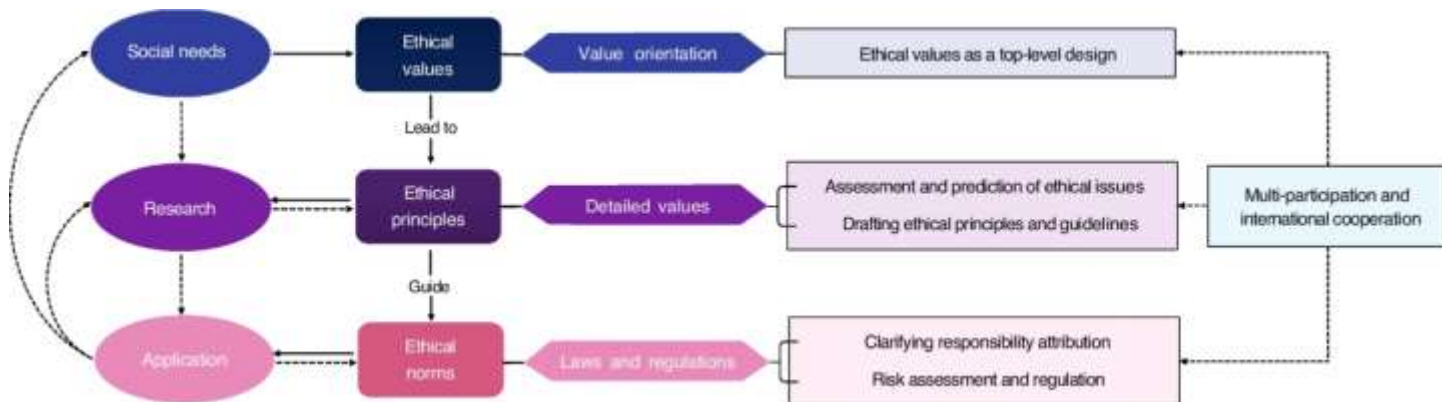 Social needs
Ethical
values
Value orientation
Ethical values as a top-level design
Lead to
Research
Ethical
principles
Detailed values
Assessment and prediction of ethical issues
Drafting ethical principles and guidelines
Multi-participation and
international cooperation
Guide
Application
Ethical
norms
Laws and regulations
Clarifying responsibility attribution
Risk assessment and regulation